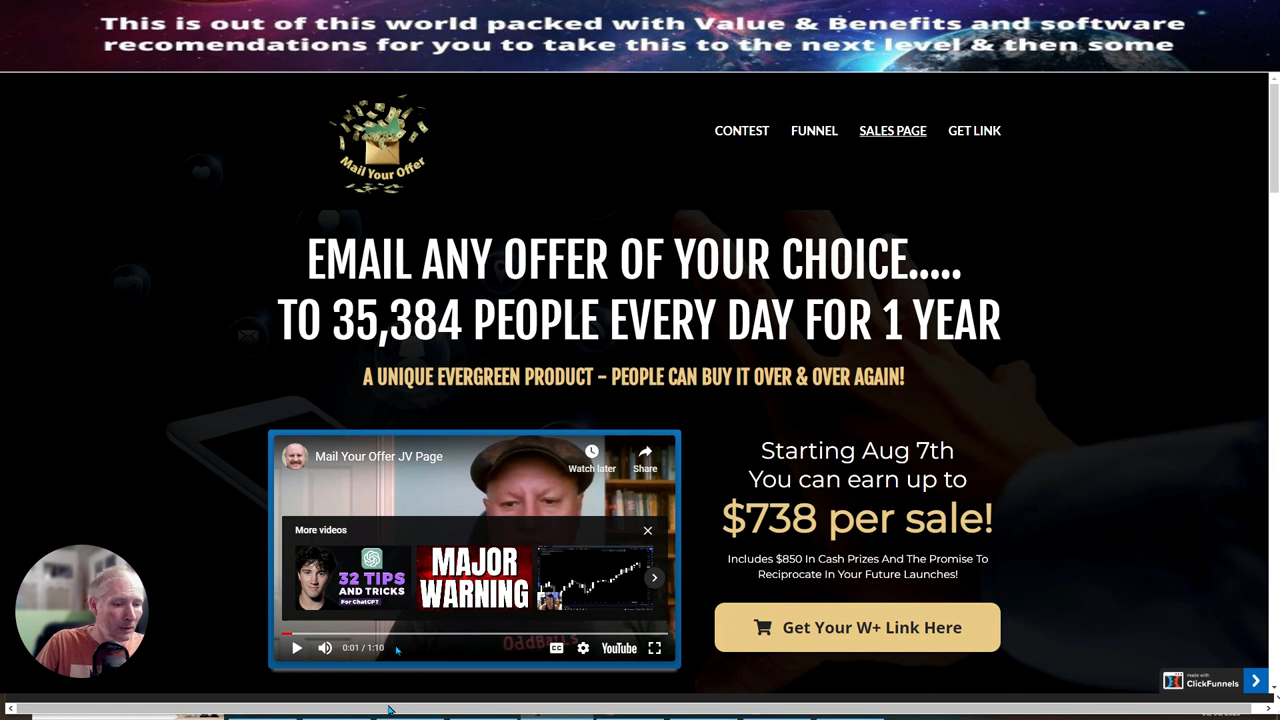 This is out of this world packed with Value & Benefits and software
recomendations for you to take this to the next level & then some
Mail Your Offer
CONTEST
FUNNEL
SALES PAGE
GET LINK
EMAIL ANY OFFER OF YOUR CHOICE.....
TO 35,384 PEOPLE EVERY DAY FOR 1 YEAR
A UNIQUE EVERGREEN PRODUCT – PEOPLE CAN BUY IT OVER & OVER AGAIN!
Mail Your Offer JV Page
Watch later
Share
More videos
32 TIPS
AND TRICKS
For ChatGPT
MAJOR
WARNING
OddBalls
0:01 / 1:10
CC
YouTube
Starting Aug 7th
You can earn up to
$738 per sale!
Includes $850 In Cash Prizes And The Promise To
Reciprocate In Your Future Launches!
Get Your W+ Link Here
made with
ClickFunnels